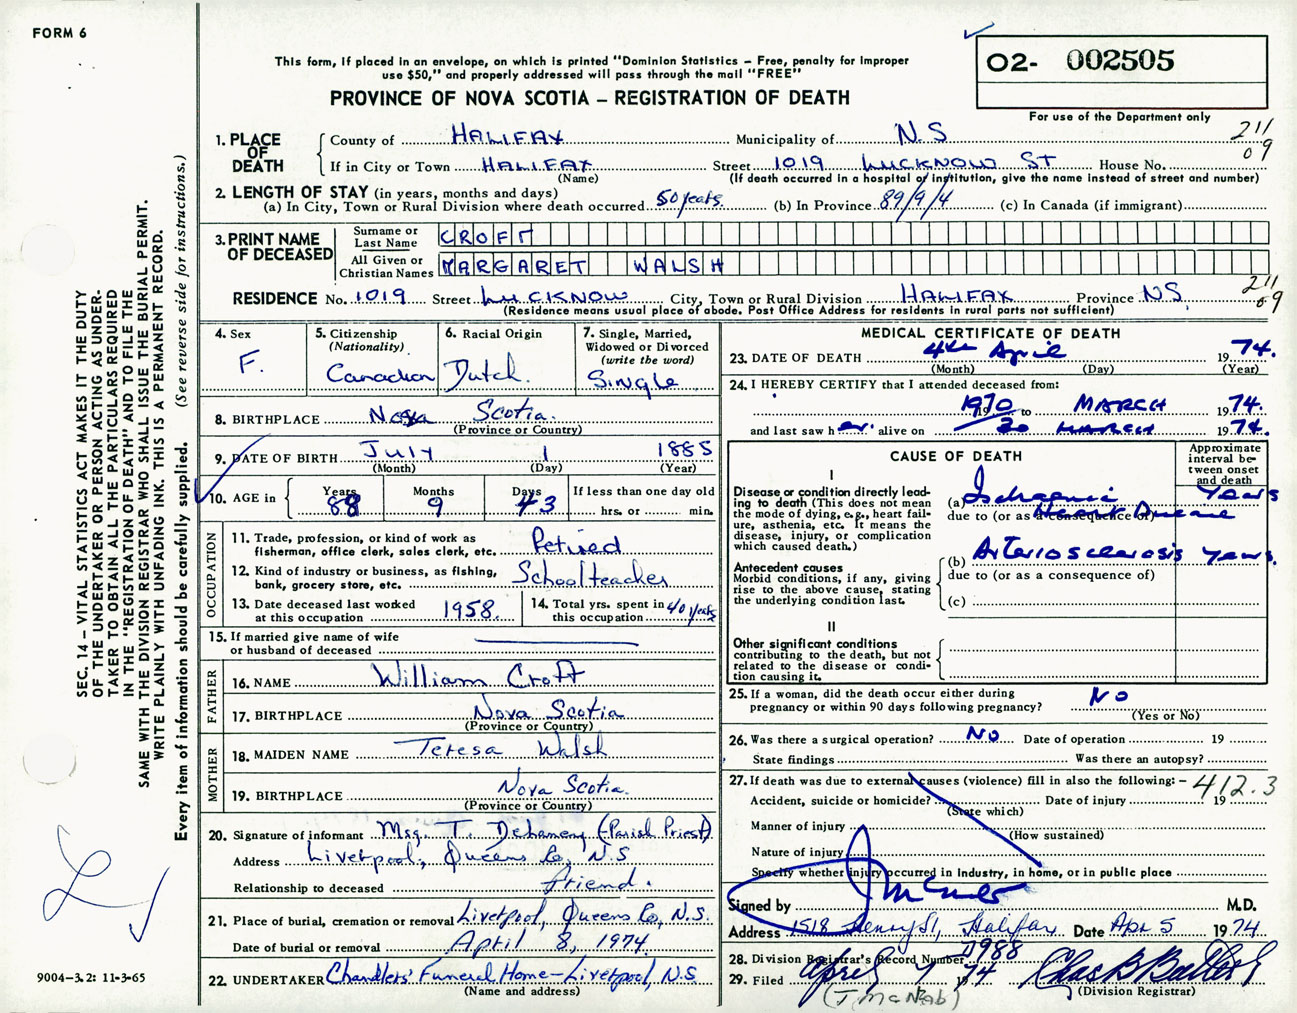 FORM 6
This form, if placed in an envelope, on which is printed "Dominion Statistics – Free, penalty for improper
use $50," and properly addressed will pass through the mail "FREE"
O2- 002505
PROVINCE OF NOVA SCOTIA – REGISTRATION OF DEATH
For use of the Department only
211
09
1. PLACE OF DEATH
County of HALIFAX Municipality of N.S
If in City or Town HALIFAX Street 1019 LUCKNOW ST House No.
(Name) (If death occurred in a hospital or institution, give the name instead of street and number)
2. LENGTH OF STAY (in years, months and days)
(a) In City, Town or Rural Division where death occurred 50 years (b) In Province 89/9/4 (c) In Canada (if immigrant)
3. PRINT NAME OF DECEASED
Surname or Last Name CROFT
All Given or Christian Names MARGARET WALSH
RESIDENCE No. 1019 Street LUCKNOW City, Town or Rural Division HALIFAX Province N.S. 211 09
(Residence means usual place of abode. Post Office Address for residents in rural parts not sufficient)
4. Sex F.
5. Citizenship (Nationality) Canadian
6. Racial Origin Dutch.
7. Single, Married, Widowed or Divorced (write the word) Single
8. BIRTHPLACE Nova Scotia.
(Province or Country)
9. DATE OF BIRTH July 1 1885
(Month) (Day) (Year)
10. AGE in Years 88 Months 9 Days 3 If less than one day old
hrs. or min.
OCCUPATION
11. Trade, profession, or kind of work as
fisherman, office clerk, sales clerk, etc. Retired
12. Kind of industry or business, as fishing,
bank, grocery store, etc. Schoolteacher
13. Date deceased last worked
at this occupation 1958.
14. Total yrs. spent in
this occupation 40 years
15. If married give name of wife
or husband of deceased
FATHER
16. NAME William Croft
17. BIRTHPLACE Nova Scotia
(Province or Country)
MOTHER
18. MAIDEN NAME Teresa Walsh
19. BIRTHPLACE Nova Scotia.
(Province or Country)
20. Signature of informant Msg. T. (Parish Priest)
Address Liverpool, Queens Co, N.S
Relationship to deceased friend.
21. Place of burial, cremation or removal Liverpool, Queens Co, N.S.
Date of burial or removal April 8, 1974.
22. UNDERTAKER Chandlers' Funeral Home – Liverpool, N.S
(Name and address)
MEDICAL CERTIFICATE OF DEATH
23. DATE OF DEATH 4th April 1974.
(Month) (Day) (Year)
24. I HEREBY CERTIFY that I attended deceased from:
1970 to MARCH 1974.
and last saw her alive on 30 MARCH 1974.
CAUSE OF DEATH
Approximate interval between onset and death
I
Disease or condition directly lead-
ing to death (This does not mean
the mode of dying, e.g., heart fail-
ure, asthenia, etc. It means the
disease, injury, or complication
which caused death.)
(a) Ischaemic Years
due to (or as a consequence of) Heart Disease
Antecedent causes
Morbid conditions, if any, giving
rise to the above cause, stating
the underlying condition last.
(b) Arteriosclerosis years.
due to (or as a consequence of)
(c)
II
Other significant conditions
contributing to the death, but not
related to the disease or condi-
tion causing it.
25. If a woman, did the death occur either during
pregnancy or within 90 days following pregnancy? NO
(Yes or No)
26. Was there a surgical operation? No Date of operation 19
State findings Was there an autopsy?
27. If death was due to external causes (violence) fill in also the following: – 412.3
Accident, suicide or homicide? Date of injury 19
(State which)
Manner of injury
(How sustained)
Nature of injury
Specify whether injury occurred in industry, in home, or in public place
Signed by M.D.
Address 1518 Henry St, Halifax Date Apr 5 1974
28. Division Registrar's Record Number 7988
29. Filed April 1974
(J McNab) (Division Registrar)
SEC. 14 – VITAL STATISTICS ACT MAKES IT THE DUTY
OF THE UNDERTAKER OR PERSON ACTING AS UNDER-
TAKER TO OBTAIN ALL THE PARTICULARS REQUIRED
IN THE "REGISTRATION OF DEATH" AND TO FILE THE
SAME WITH THE DIVISION REGISTRAR WHO SHALL ISSUE THE BURIAL PERMIT.
WRITE PLAINLY WITH UNFADING INK. THIS IS A PERMANENT RECORD.
Every item of information should be carefully supplied. (See reverse side for instructions.)
9004-3.2: 11-3-65